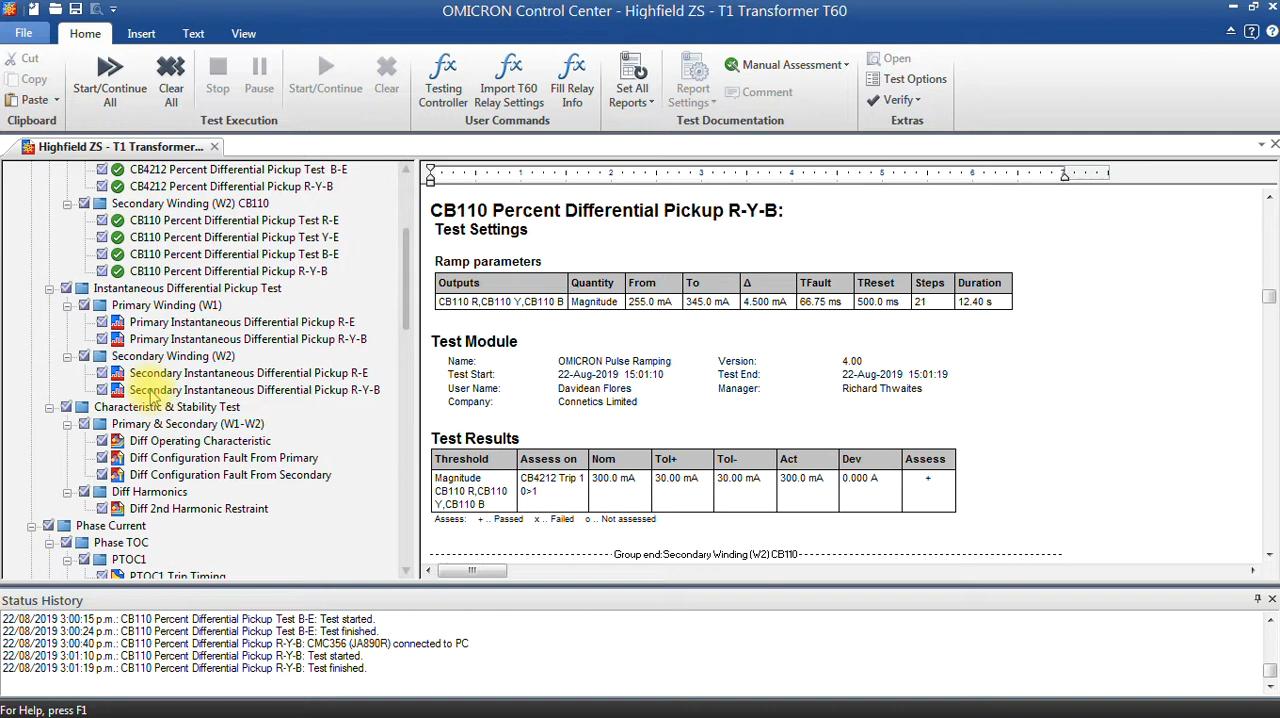 OMICRON Control Center - Highfield ZS - T1 Transformer T60
File Home Insert Text View
Cut
Copy
Paste
Clipboard
Start/Continue All
Clear All
Stop
Pause
Start/Continue
Clear
Test Execution
Testing Controller
Import T60 Relay Settings
Fill Relay Info
User Commands
Set All Reports
Report Settings
Manual Assessment
Comment
Test Documentation
Open
Test Options
Verify
Extras
Highfield ZS - T1 Transformer...
CB4212 Percent Differential Pickup Test B-E
CB4212 Percent Differential Pickup R-Y-B
Secondary Winding (W2) CB110
CB110 Percent Differential Pickup Test R-E
CB110 Percent Differential Pickup Test Y-E
CB110 Percent Differential Pickup Test B-E
CB110 Percent Differential Pickup R-Y-B
Instantaneous Differential Pickup Test
Primary Winding (W1)
Primary Instantaneous Differential Pickup R-E
Primary Instantaneous Differential Pickup R-Y-B
Secondary Winding (W2)
Secondary Instantaneous Differential Pickup R-E
Secondary Instantaneous Differential Pickup R-Y-B
Characteristic & Stability Test
Primary & Secondary (W1-W2)
Diff Operating Characteristic
Diff Configuration Fault From Primary
Diff Configuration Fault From Secondary
Diff Harmonics
Diff 2nd Harmonic Restraint
Phase Current
Phase TOC
PTOC1
PTOC1 Trip Timing
1 2 3 4 5 6 7
CB110 Percent Differential Pickup R-Y-B:
Test Settings
Ramp parameters
Outputs Quantity From To Δ TFault TReset Steps Duration
CB110 R,CB110 Y,CB110 B Magnitude 255.0 mA 345.0 mA 4.500 mA 66.75 ms 500.0 ms 21 12.40 s
Test Module
Name: OMICRON Pulse Ramping Version: 4.00
Test Start: 22-Aug-2019 15:01:10 Test End: 22-Aug-2019 15:01:19
User Name: Davidean Flores Manager: Richard Thwaites
Company: Connetics Limited
Test Results
Threshold Assess on Nom Tol+ Tol- Act Dev Assess
Magnitude CB4212 Trip 1 300.0 mA 30.00 mA 30.00 mA 300.0 mA 0.000 A +
CB110 R,CB110 0>1
Y,CB110 B
Assess: + .. Passed x .. Failed o .. Not assessed
Group end:Secondary Winding (W2) CB110
Status History
22/08/2019 3:00:15 p.m.: CB110 Percent Differential Pickup Test B-E: Test started.
22/08/2019 3:00:24 p.m.: CB110 Percent Differential Pickup Test B-E: Test finished.
22/08/2019 3:00:40 p.m.: CB110 Percent Differential Pickup R-Y-B: CMC356 (JA890R) connected to PC
22/08/2019 3:01:10 p.m.: CB110 Percent Differential Pickup R-Y-B: Test started.
22/08/2019 3:01:19 p.m.: CB110 Percent Differential Pickup R-Y-B: Test finished.
For Help, press F1